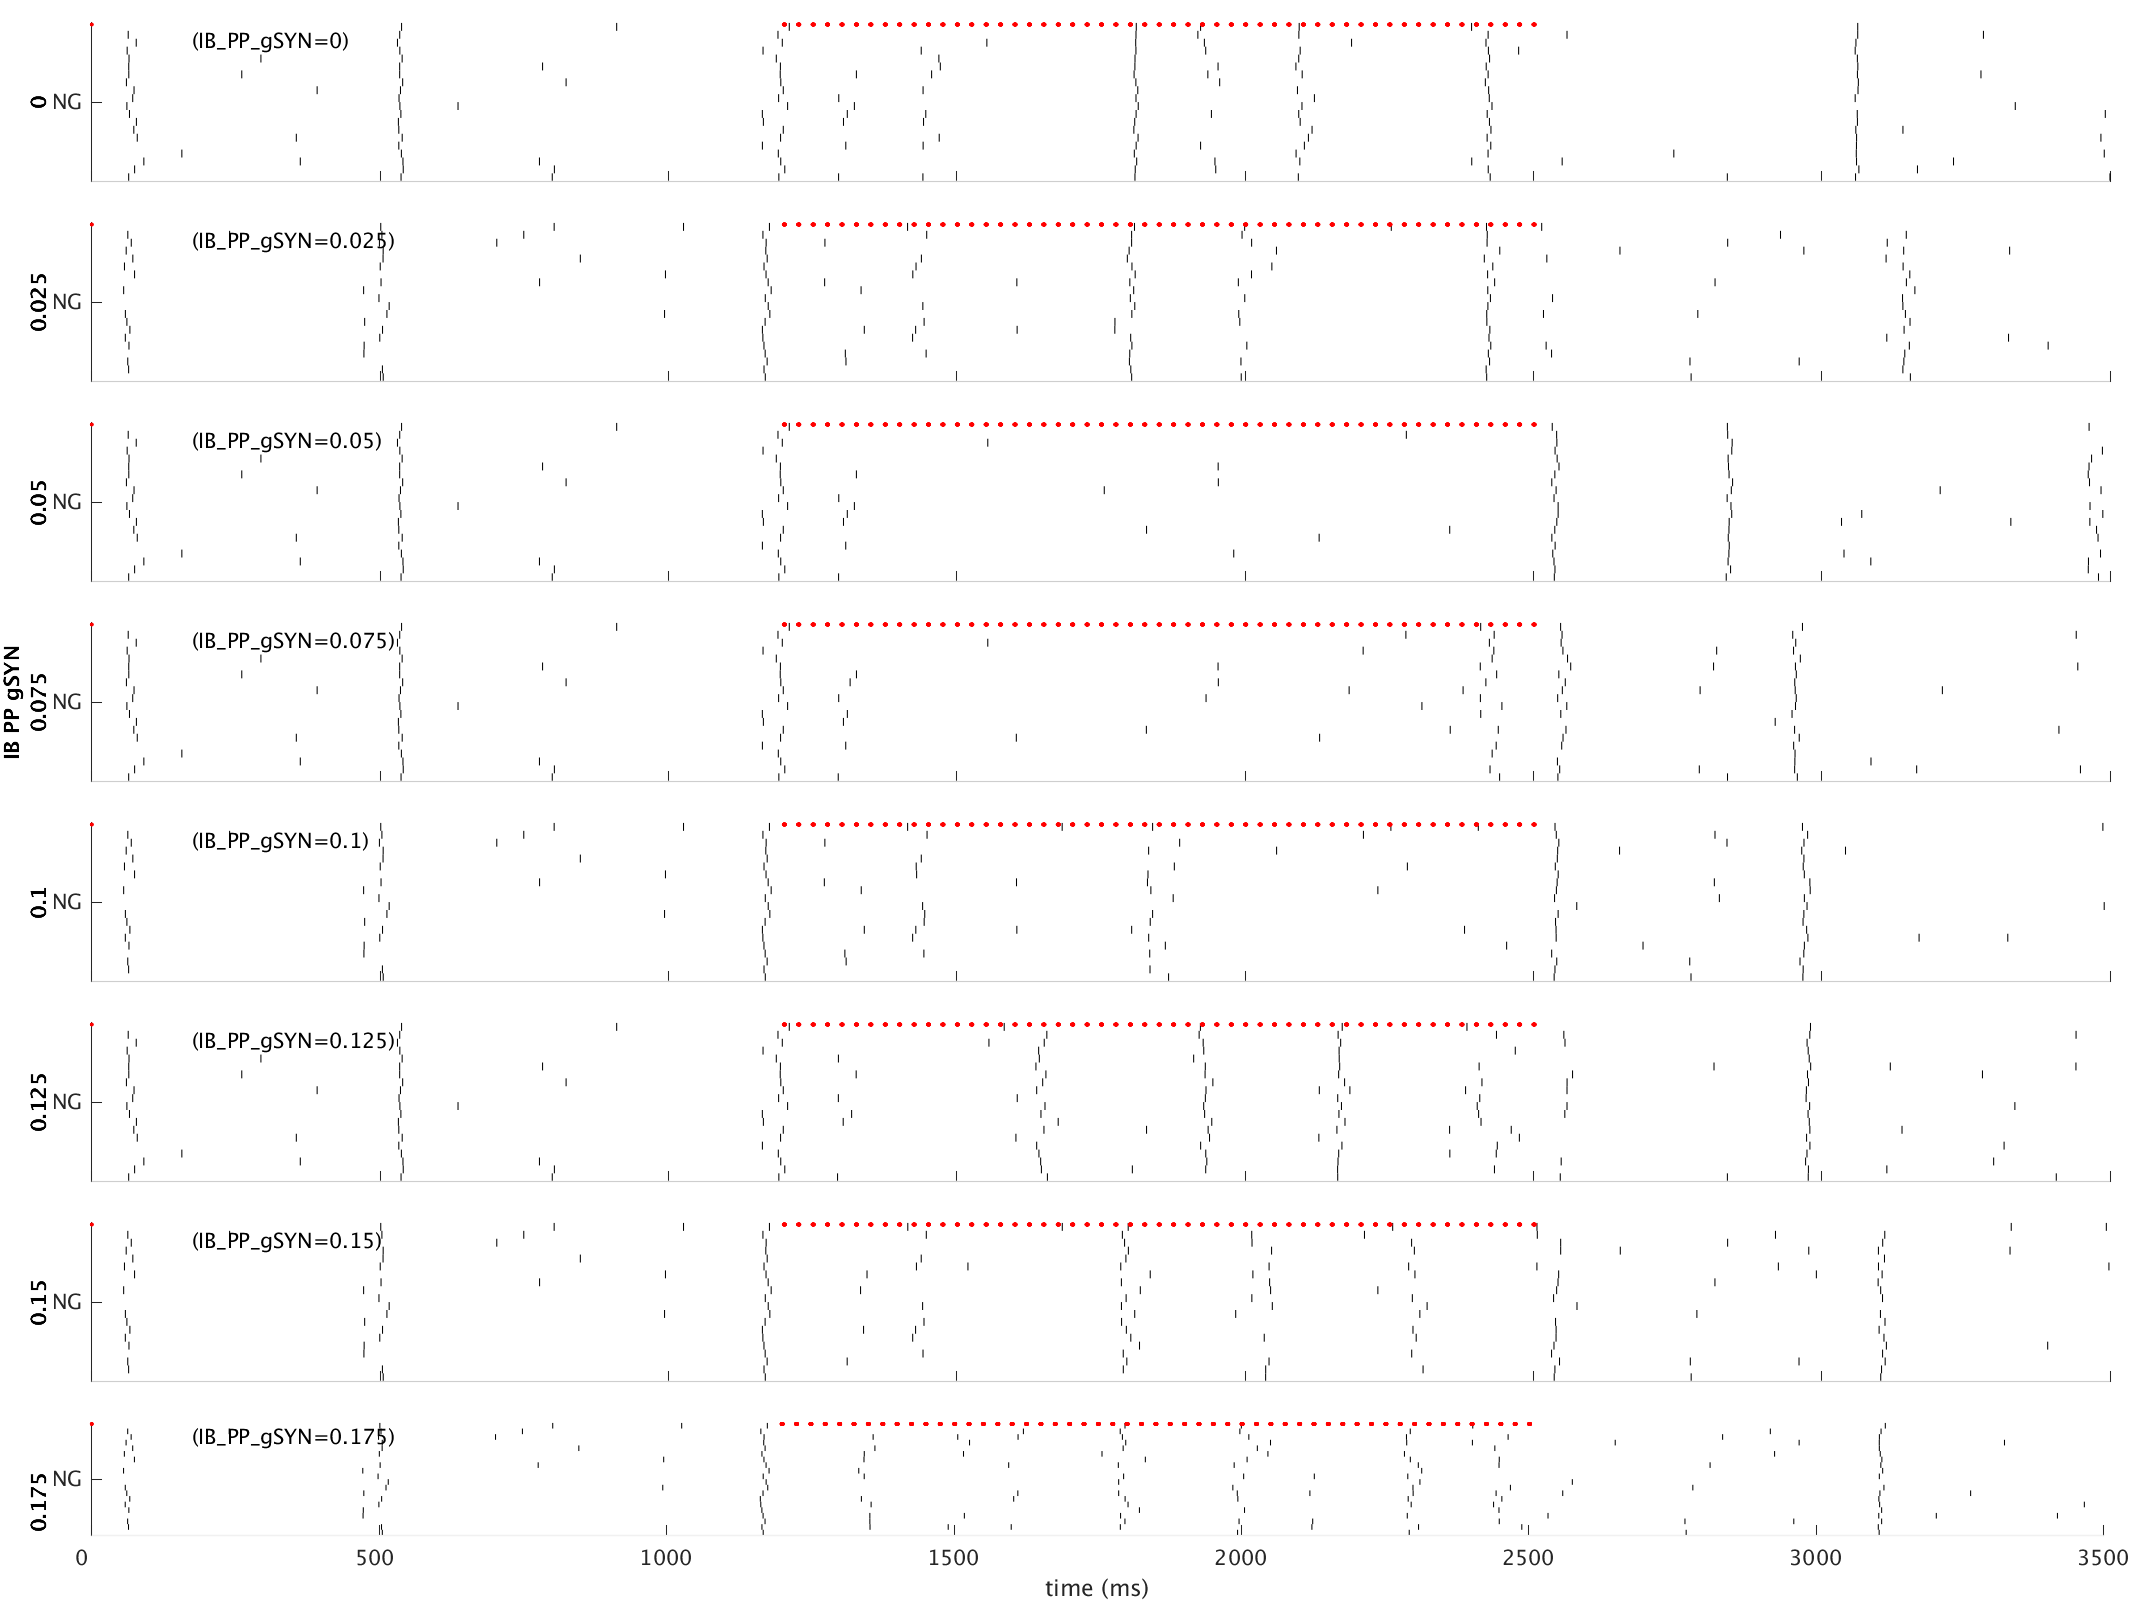 IB PP gSYN
0
NG
(IB_PP_gSYN=0)
0.025
NG
(IB_PP_gSYN=0.025)
0.05
NG
(IB_PP_gSYN=0.05)
0.075
NG
(IB_PP_gSYN=0.075)
0.1
NG
(IB_PP_gSYN=0.1)
0.125
NG
(IB_PP_gSYN=0.125)
0.15
NG
(IB_PP_gSYN=0.15)
0.175
NG
(IB_PP_gSYN=0.175)
0 500 1000 1500 2000 2500 3000 3500
time (ms)